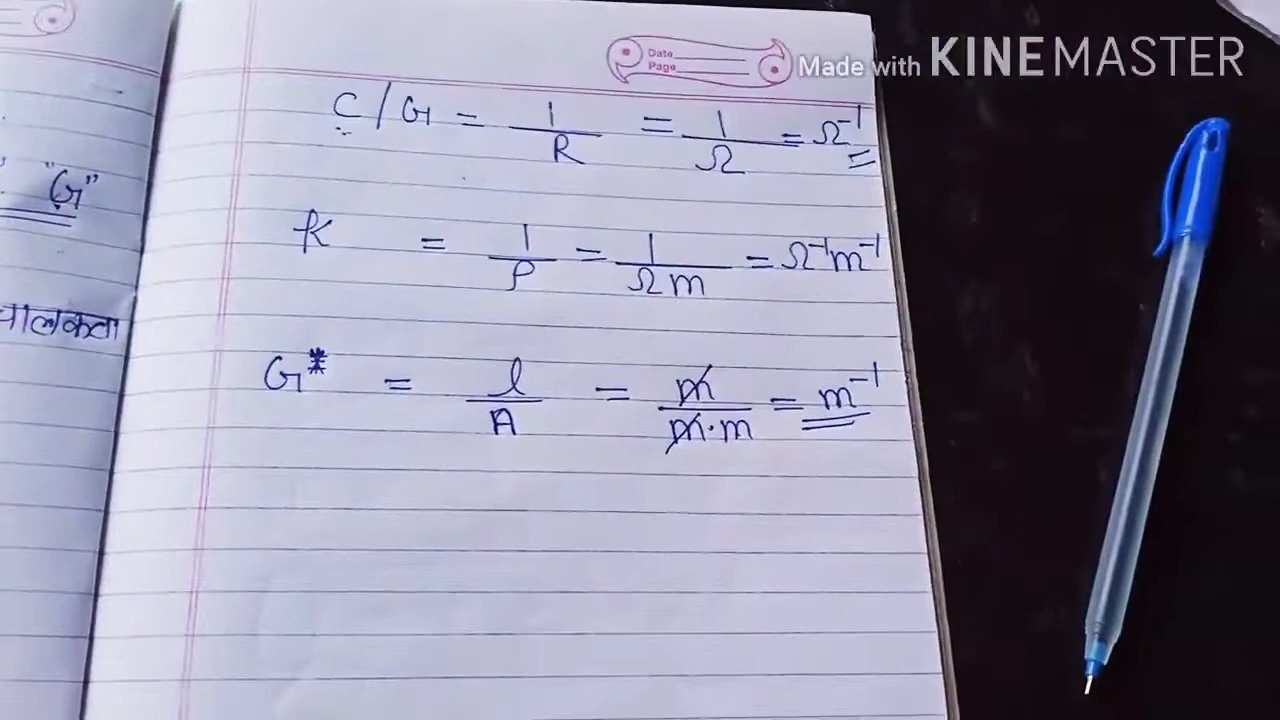 Made with KINEMASTER
Date
Page
C / G = 1/R = 1/Ω = Ω⁻¹
"G"
K = 1/ρ = 1/Ωm = Ω⁻¹m⁻¹
चालकता
G* = l/A = m/m·m = m⁻¹